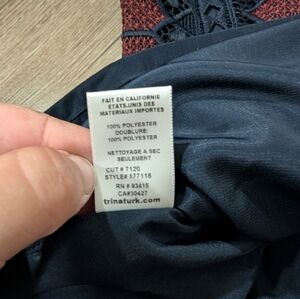 FAIT EN CALIFORNIE
ETATS.UNIS DES
MATERIAUX IMPORTES
100% POLYESTER
DOUBLURE:
100% POLYESTER
NETTOYAGE A SEC
SEULEMENT
CUT # 7120
STYLE# 177118
RN # 93415
CA#30427
trinaturk.com